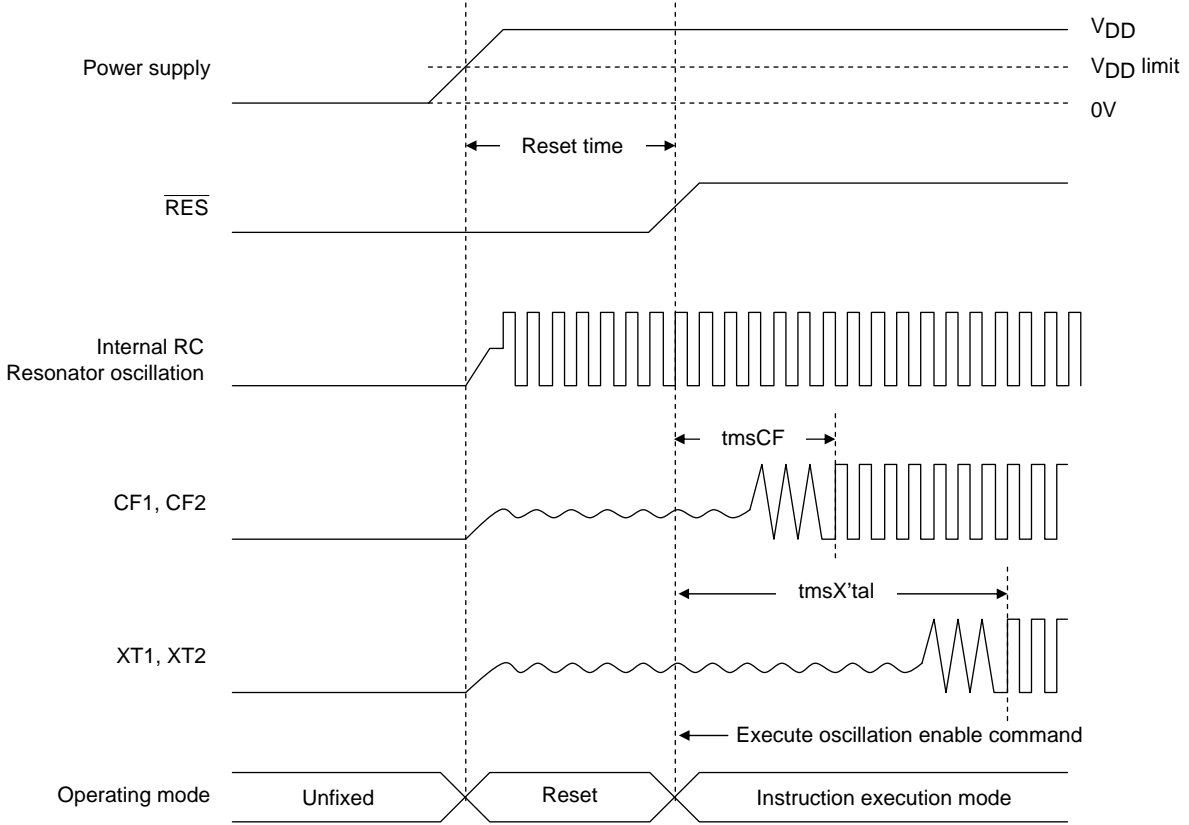 VDD
Power supply
VDD limit
0V
Reset time
RES
Internal RC
Resonator oscillation
tmsCF
CF1, CF2
tmsX'tal
XT1, XT2
Execute oscillation enable command
Operating mode
Unfixed
Reset
Instruction execution mode